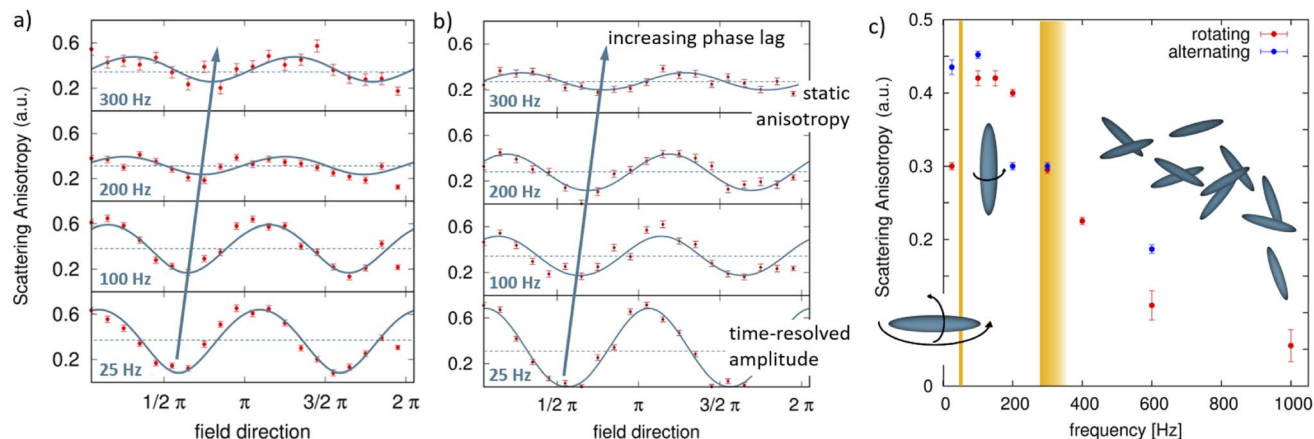 a)
Scattering Anisotropy (a.u.)
0.6
0.2
300 Hz
0.6
0.2
200 Hz
0.6
0.2
100 Hz
0.6
0.2
25 Hz
1/2 π
π
3/2 π
2 π
field direction
b)
increasing phase lag
0.6
0.2
300 Hz
static
anisotropy
0.6
0.2
200 Hz
0.6
0.2
100 Hz
0.6
0.2
time-resolved
amplitude
25 Hz
1/2 π
π
3/2 π
2 π
field direction
c)
Scattering Anisotropy (a.u.)
0.5
0.4
0.3
0.2
0.1
0
rotating
alternating
0
200
400
600
800
1000
frequency [Hz]